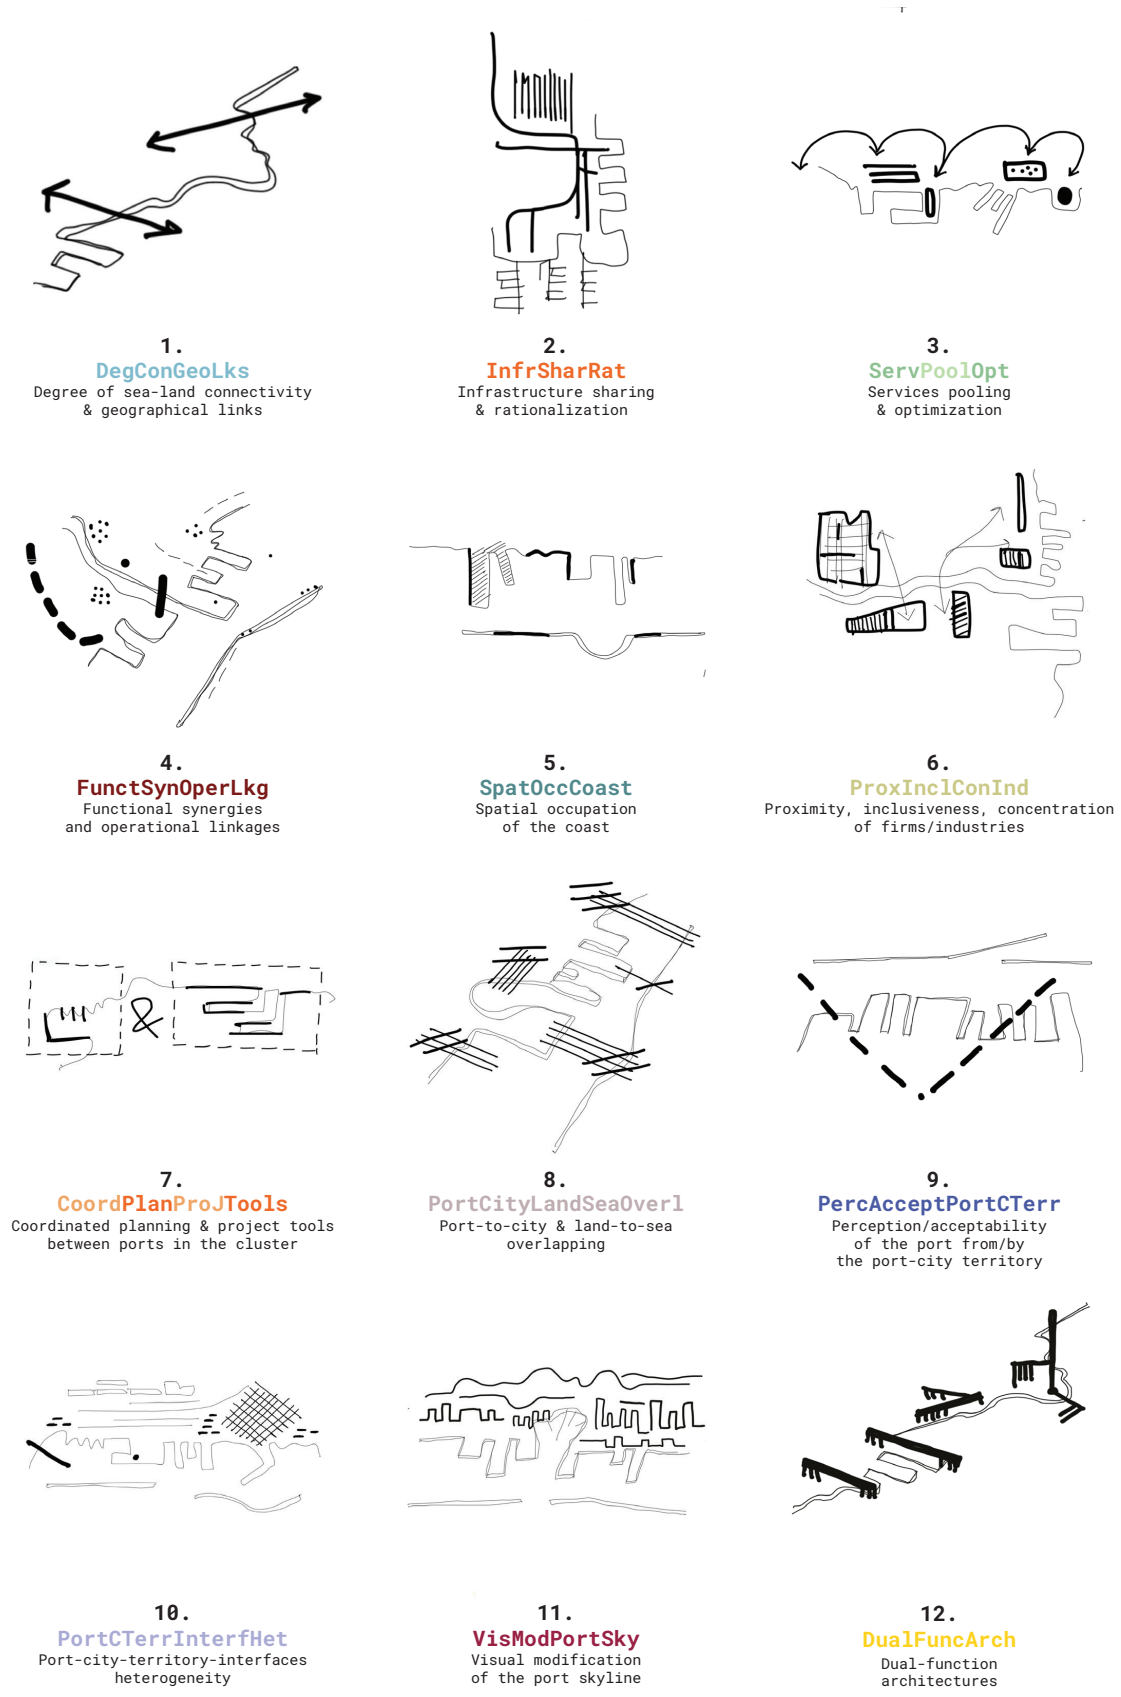 1.
DegConGeoLks
Degree of sea-land connectivity
& geographical links
2.
InfrSharRat
Infrastructure sharing
& rationalization
3.
ServPoolOpt
Services pooling
& optimization
4.
FunctSynOperLkg
Functional synergies
and operational linkages
5.
SpatOccCoast
Spatial occupation
of the coast
6.
ProxInclConInd
Proximity, inclusiveness, concentration
of firms/industries
&
7.
CoordPlanProJTools
Coordinated planning & project tools
between ports in the cluster
8.
PortCityLandSeaOverl
Port-to-city & land-to-sea
overlapping
9.
PercAcceptPortCTerr
Perception/acceptability
of the port from/by
the port-city territory
10.
PortCTerrInterfHet
Port-city-territory-interfaces
heterogeneity
11.
VisModPortSky
Visual modification
of the port skyline
12.
DualFuncArch
Dual-function
architectures